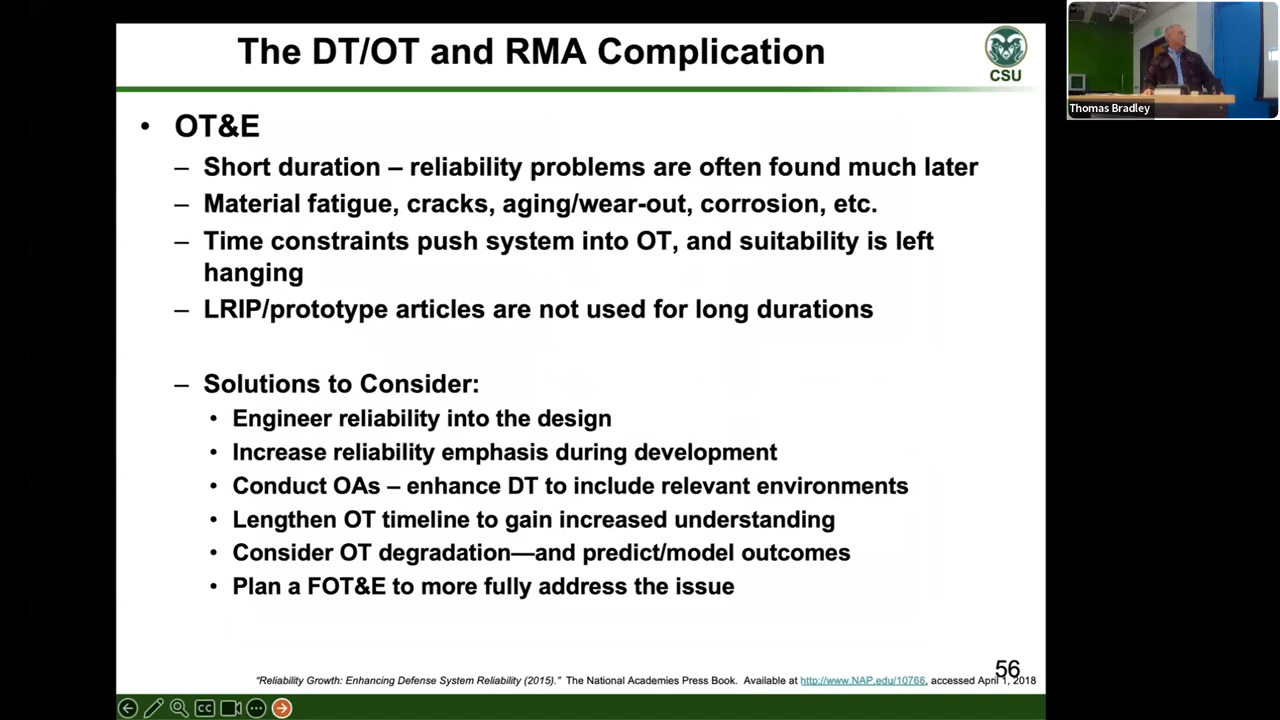 The DT/OT and RMA Complication
CSU
Thomas Bradley
• OT&E
– Short duration – reliability problems are often found much later
– Material fatigue, cracks, aging/wear-out, corrosion, etc.
– Time constraints push system into OT, and suitability is left
hanging
– LRIP/prototype articles are not used for long durations
– Solutions to Consider:
• Engineer reliability into the design
• Increase reliability emphasis during development
• Conduct OAs – enhance DT to include relevant environments
• Lengthen OT timeline to gain increased understanding
• Consider OT degradation—and predict/model outcomes
• Plan a FOT&E to more fully address the issue
56
“Reliability Growth: Enhancing Defense System Reliability (2015).” The National Academies Press Book. Available at http://www.NAP.edu/10766, accessed April 1, 2018
CC